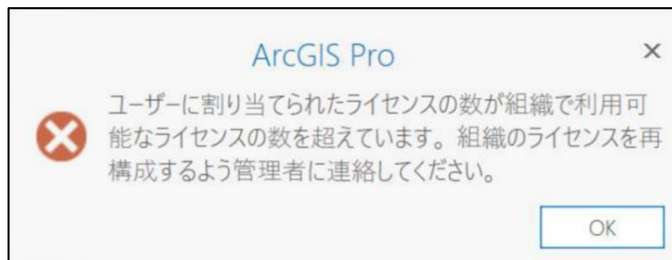 ArcGIS Pro
ユーザーに割り当てられたライセンスの数が組織で利用可
能なライセンスの数を超えています。組織のライセンスを再
構成するよう管理者に連絡してください。
OK